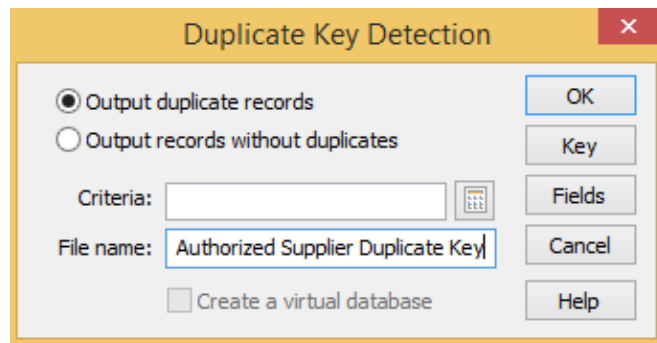 Duplicate Key Detection
Output duplicate records
OK
Output records without duplicates
Key
Criteria:
Fields
File name: Authorized Supplier Duplicate Key
Cancel
Create a virtual database
Help